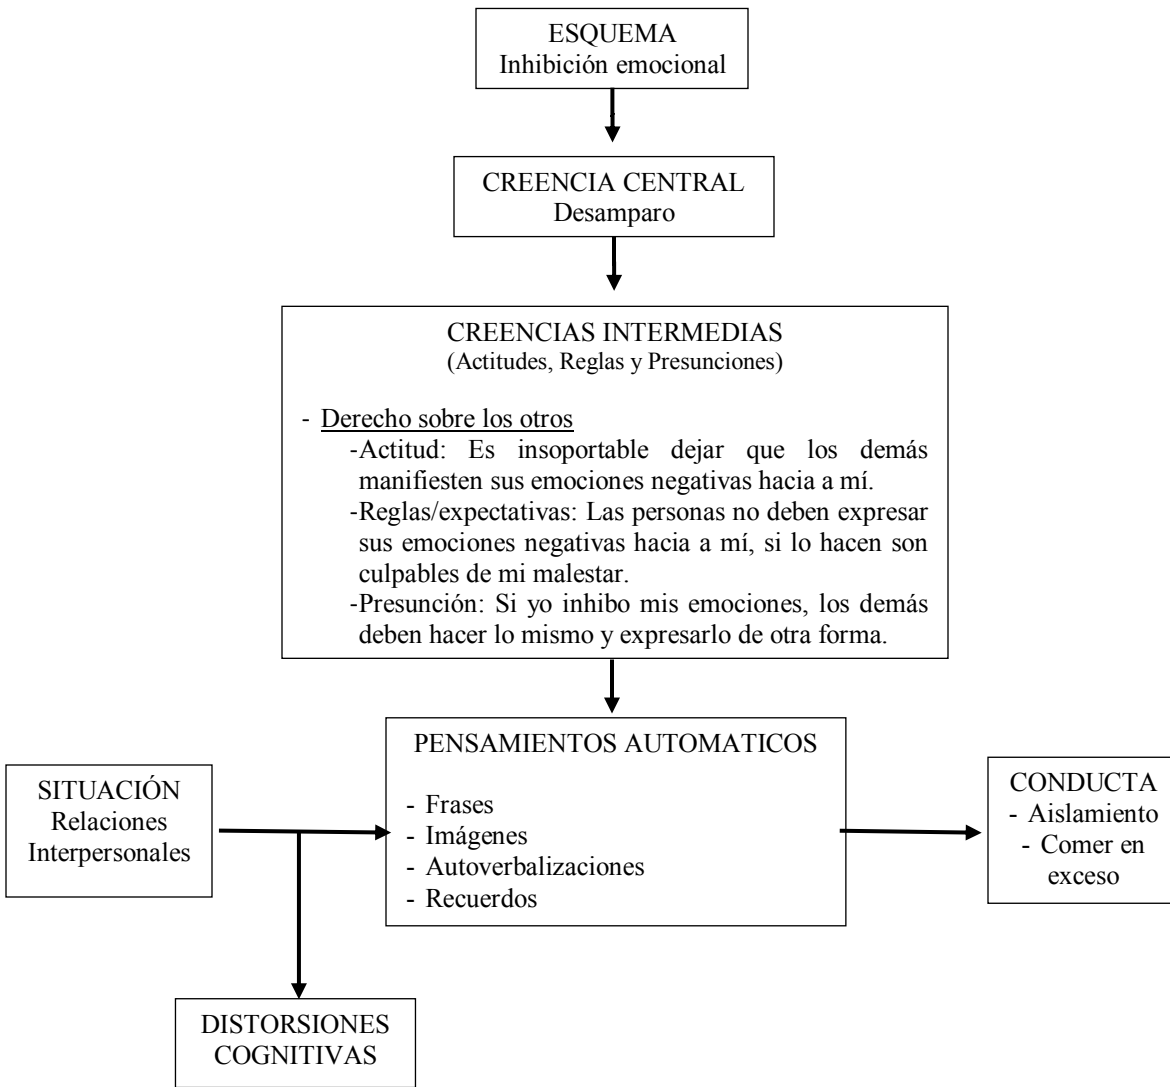 ESQUEMA
Inhibición emocional
CREENCIA CENTRAL
Desamparo
CREENCIAS INTERMEDIAS
(Actitudes, Reglas y Presunciones)
- Derecho sobre los otros
-Actitud: Es insoportable dejar que los demás
manifiesten sus emociones negativas hacia a mí.
-Reglas/expectativas: Las personas no deben expresar
sus emociones negativas hacia a mí, si lo hacen son
culpables de mi malestar.
-Presunción: Si yo inhibo mis emociones, los demás
deben hacer lo mismo y expresarlo de otra forma.
SITUACIÓN
Relaciones
Interpersonales
PENSAMIENTOS AUTOMATICOS
- Frases
- Imágenes
- Autoverbalizaciones
- Recuerdos
CONDUCTA
- Aislamiento
- Comer en
exceso
DISTORSIONES
COGNITIVAS